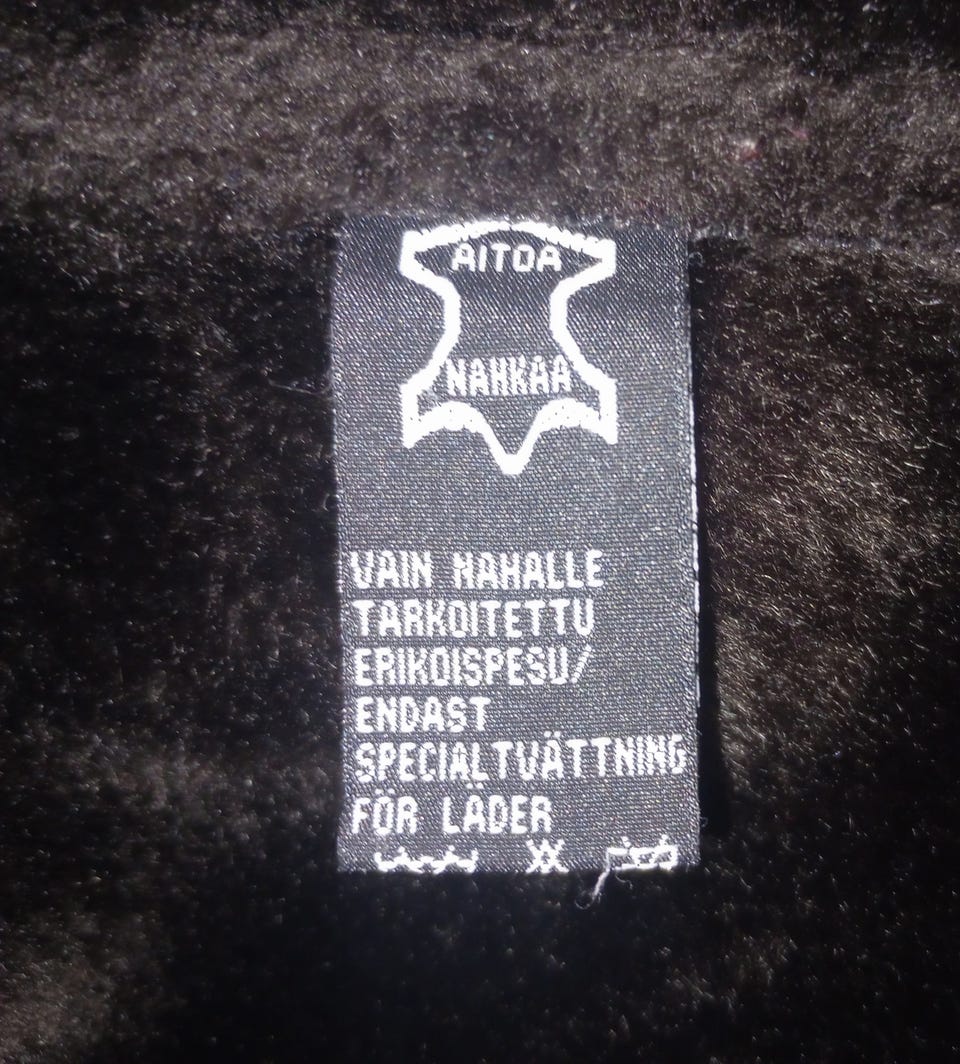 AITOA
NAHKAA
VAIN NAHALLE
TARKOITETTU
ERIKOISPESU/
ENDAST
SPECIALTVÄTTNING
FÖR LÄDER